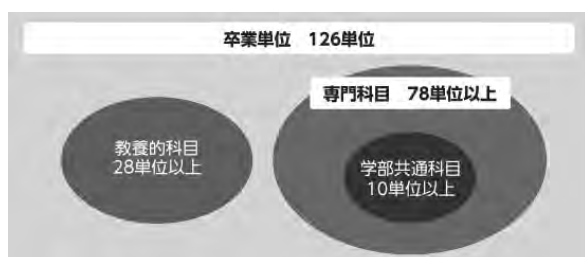 卒業単位 126単位
専門科目 78単位以上
教養的科目
28単位以上
学部共通科目
10単位以上